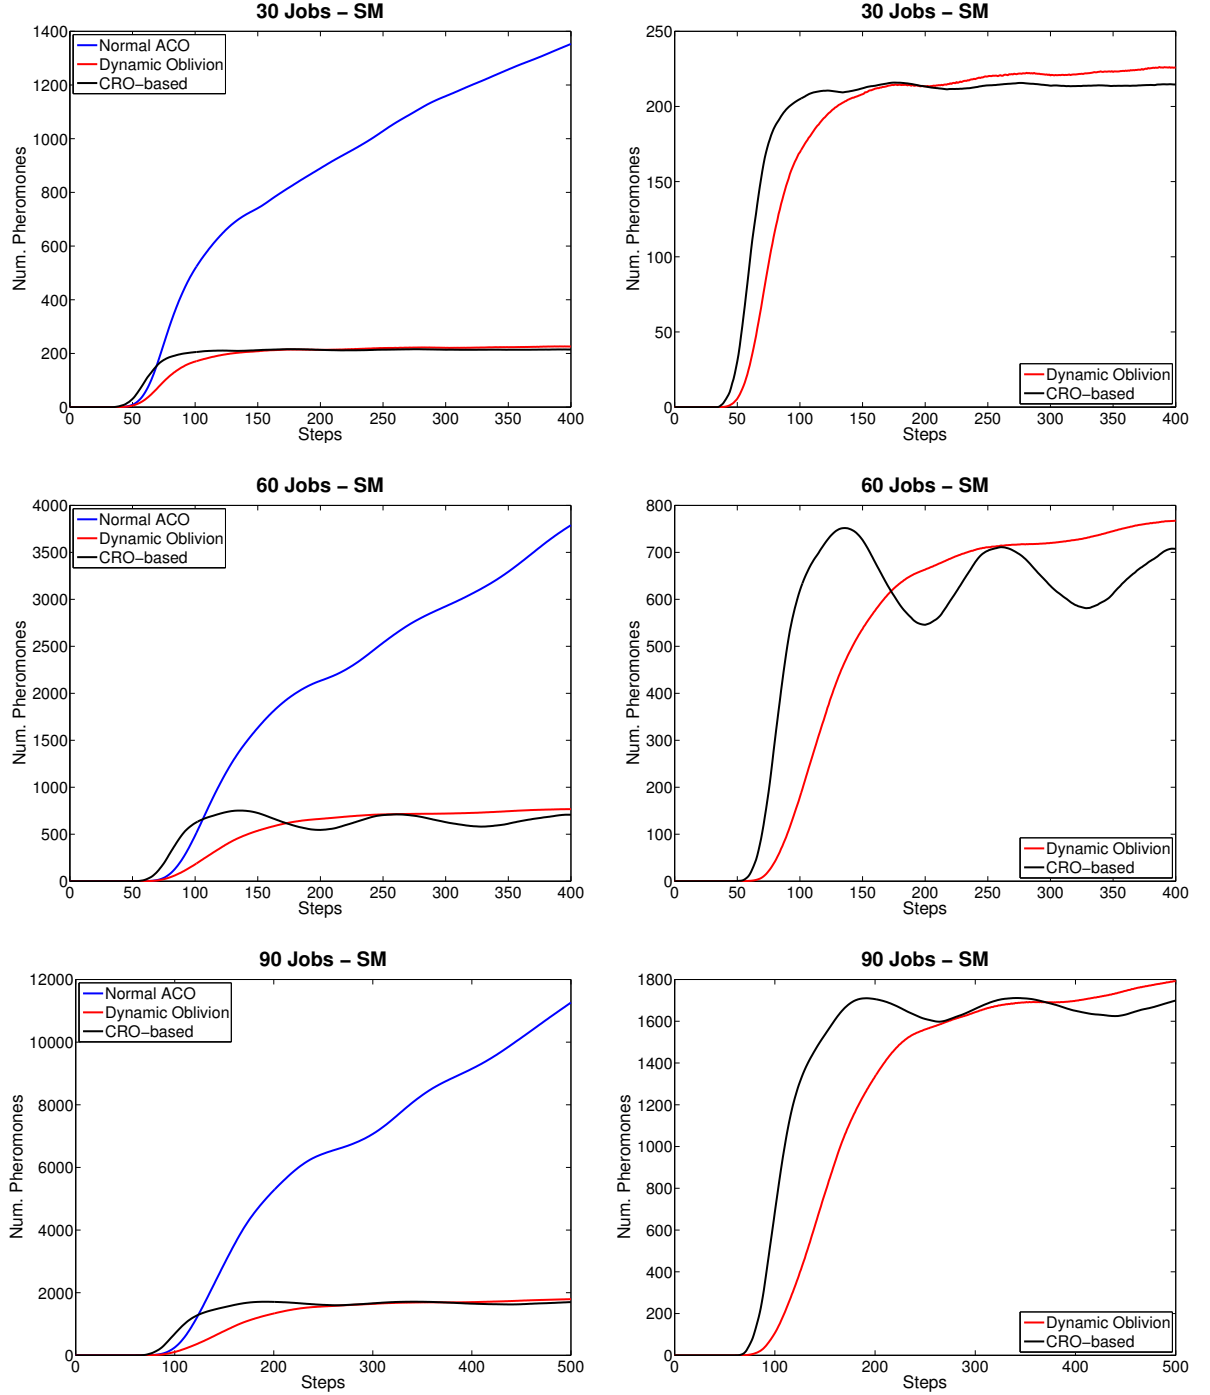 30 Jobs – SM
1400
1200
1000
800
600
400
200
0
Num. Pheromones
Normal ACO
Dynamic Oblivion
CRO–based
0 50 100 150 200 250 300 350 400
Steps
30 Jobs – SM
250
200
150
100
50
0
Num. Pheromones
Dynamic Oblivion
CRO–based
0 50 100 150 200 250 300 350 400
Steps
60 Jobs – SM
4000
3500
3000
2500
2000
1500
1000
500
0
Num. Pheromones
Normal ACO
Dynamic Oblivion
CRO–based
0 50 100 150 200 250 300 350 400
Steps
60 Jobs – SM
800
700
600
500
400
300
200
100
0
Num. Pheromones
Dynamic Oblivion
CRO–based
0 50 100 150 200 250 300 350 400
Steps
90 Jobs – SM
12000
10000
8000
6000
4000
2000
0
Num. Pheromones
Normal ACO
Dynamic Oblivion
CRO–based
0 100 200 300 400 500
Steps
90 Jobs – SM
1800
1600
1400
1200
1000
800
600
400
200
0
Num. Pheromones
Dynamic Oblivion
CRO–based
0 100 200 300 400 500
Steps